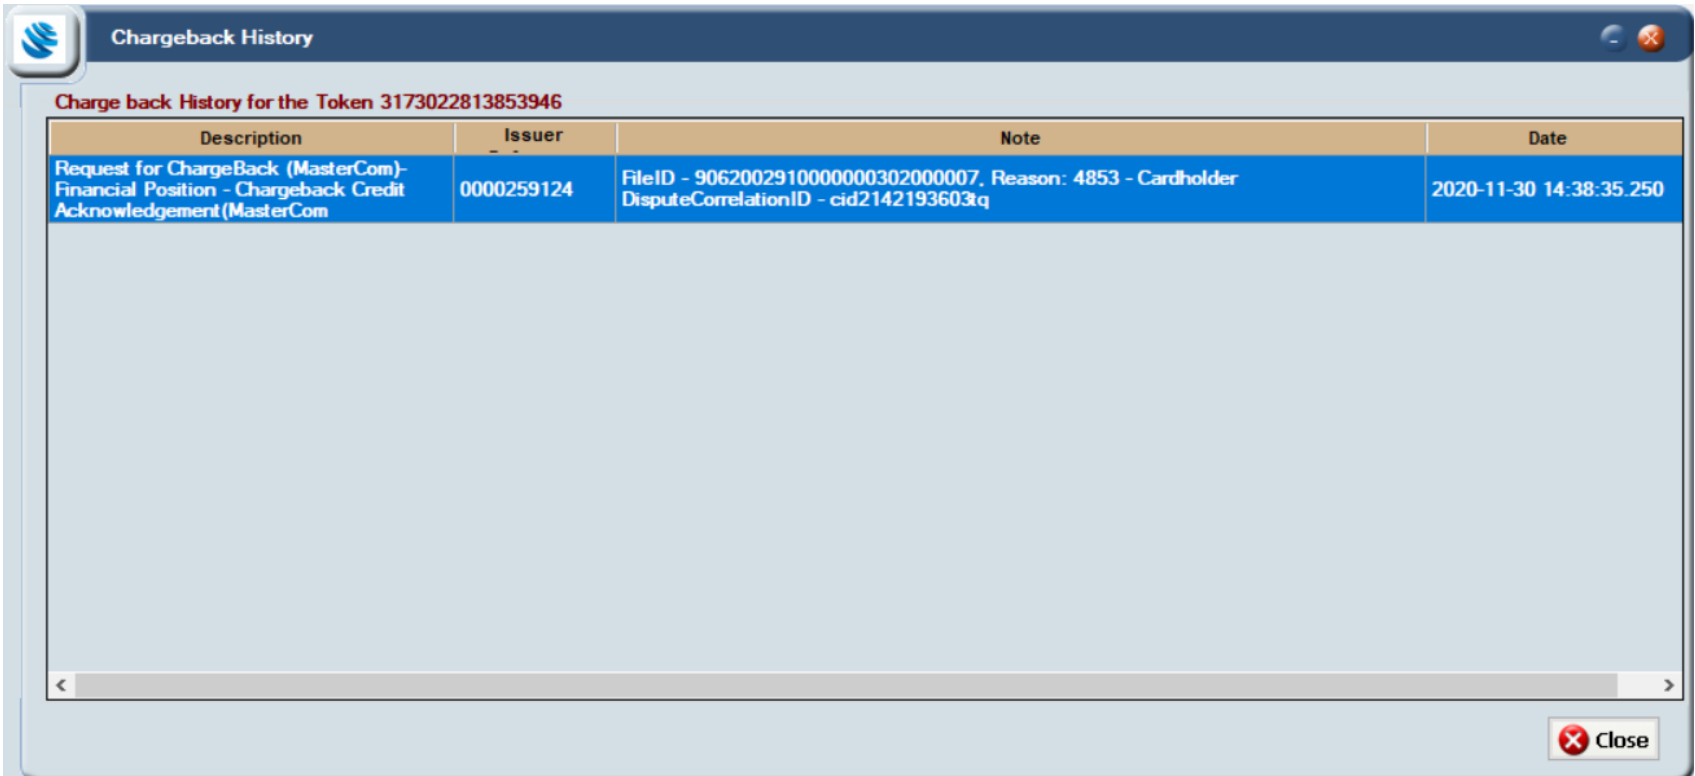 Chargeback History
Charge back History for the Token 3173022813853946
Description
Issuer
Note
Date
Request for ChargeBack (MasterCom)-
Financial Position - Chargeback Credit
Acknowledgement(MasterCom
0000259124
FileID - 9062002910000000302000007, Reason: 4853 - Cardholder
DisputeCorrelationID - cid2142193603tq
2020-11-30 14:38:35.250
Close